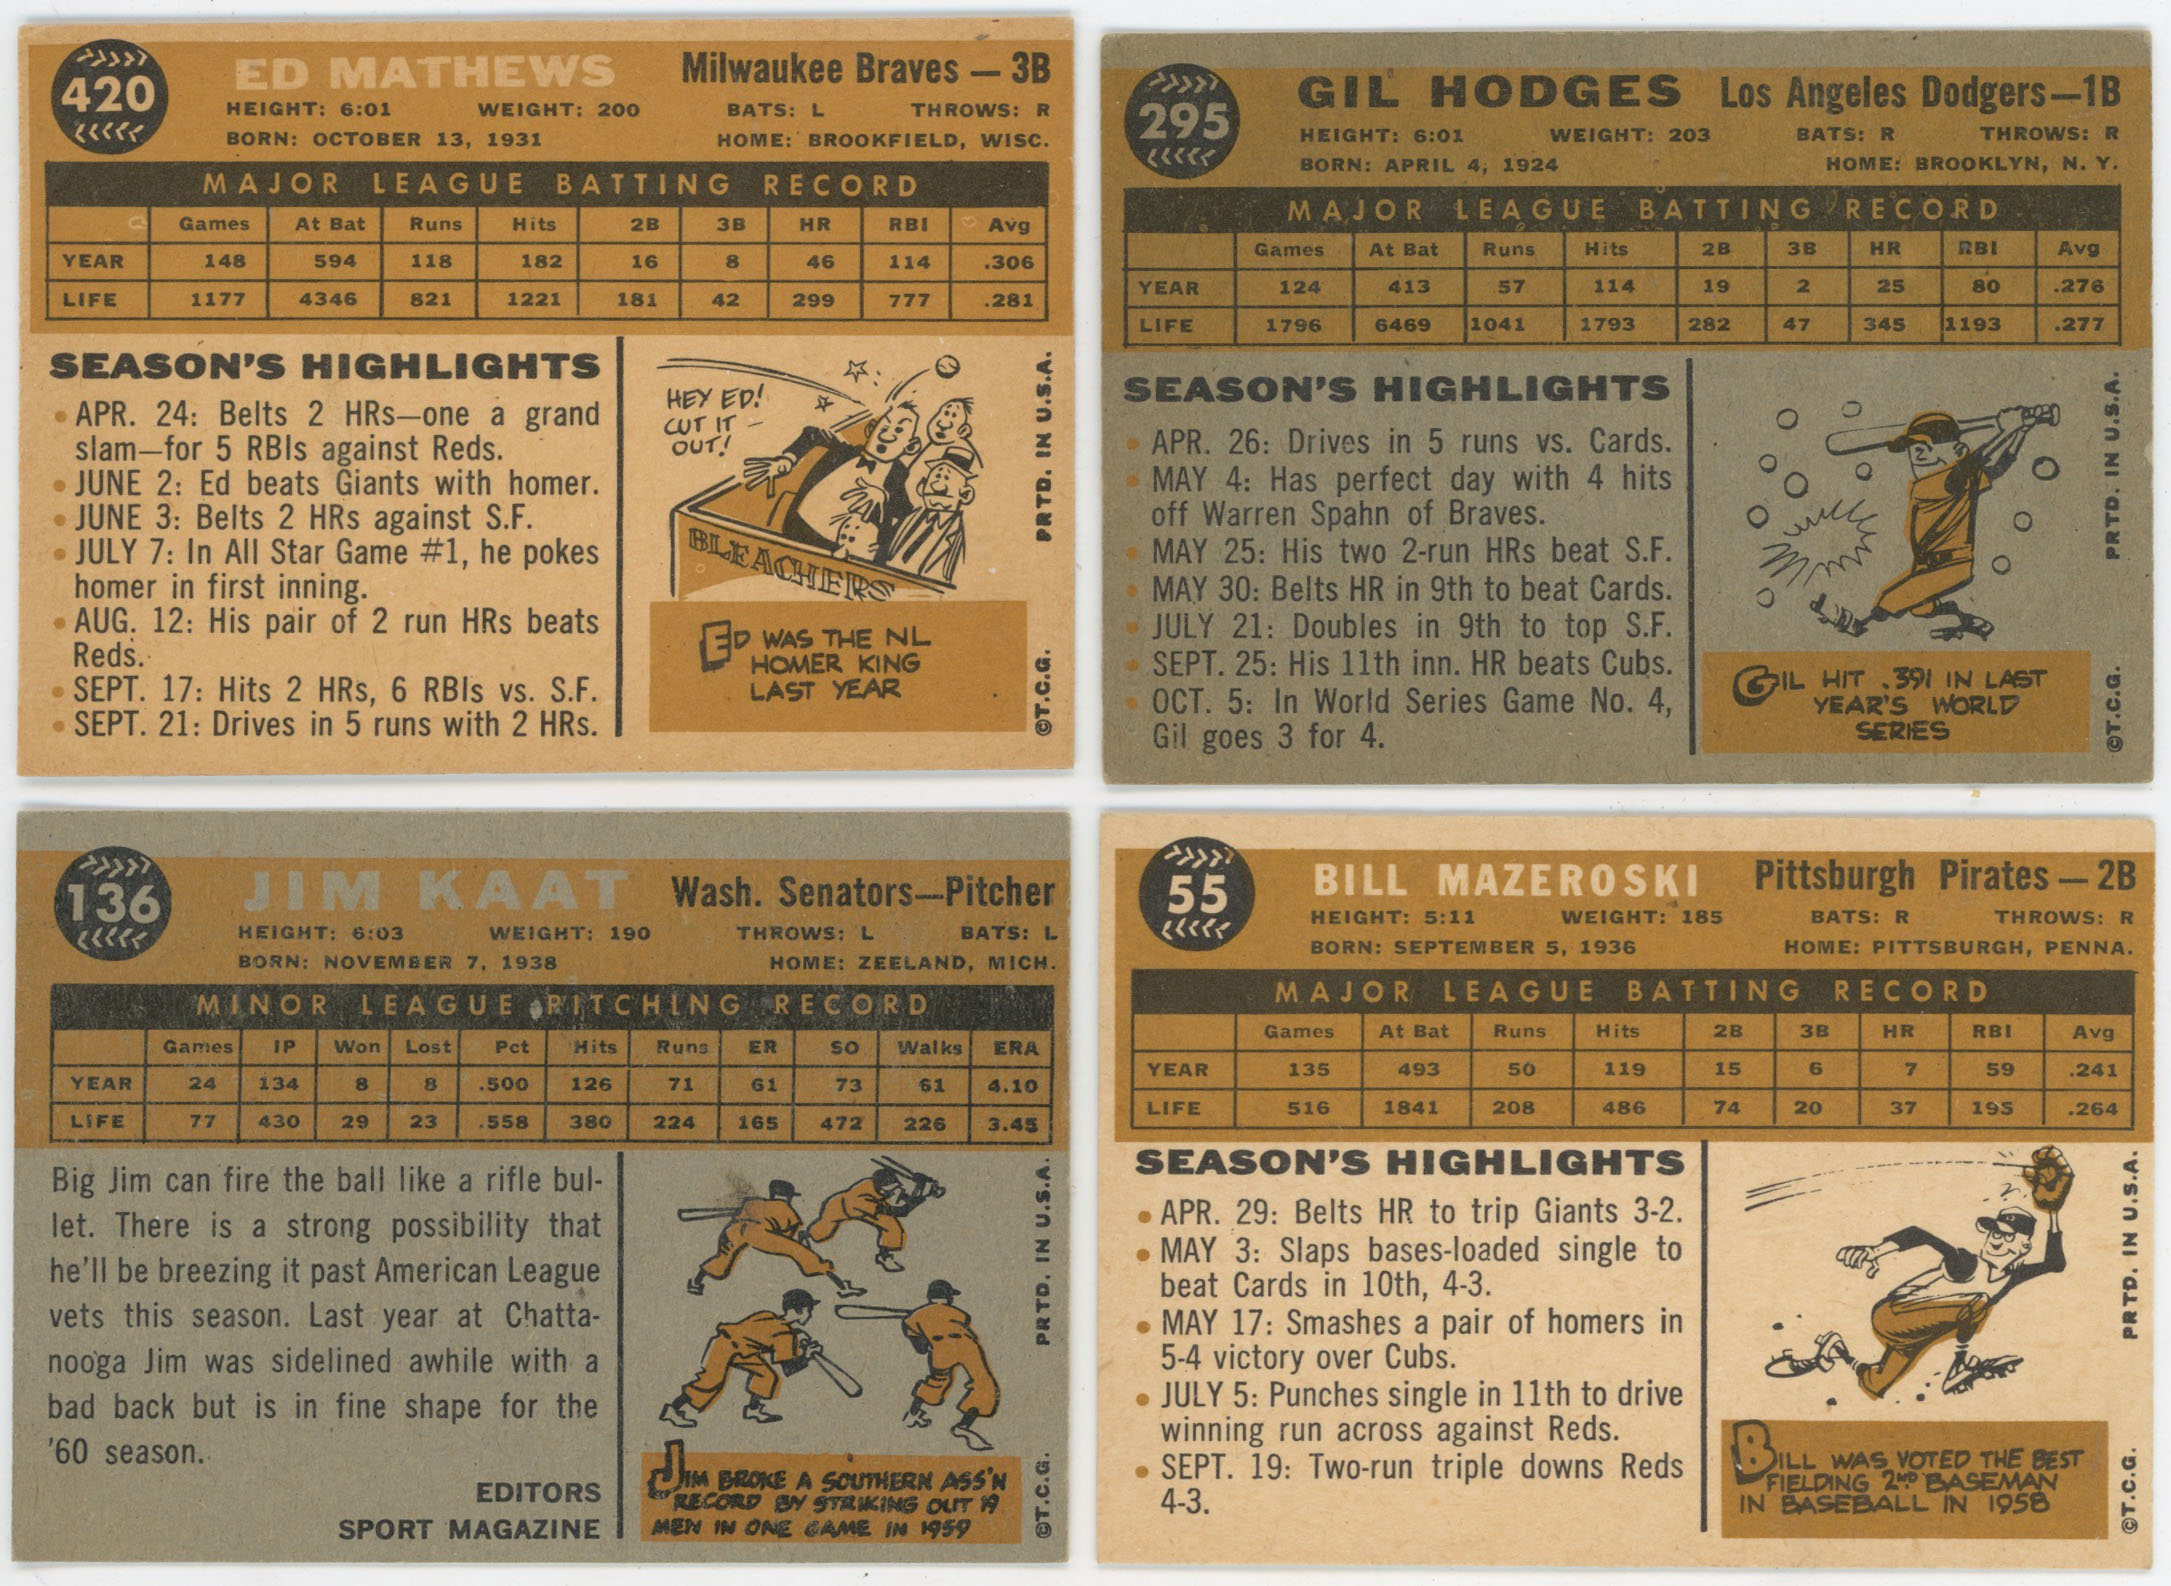 420
ED MATHEWS Milwaukee Braves — 3B
HEIGHT: 6:01 WEIGHT: 200 BATS: L THROWS: R
BORN: OCTOBER 13, 1931 HOME: BROOKFIELD, WISC.
MAJOR LEAGUE BATTING RECORD
Games At Bat Runs Hits 2B 3B HR RBI Avg
YEAR 148 594 118 182 16 8 46 114 .306
LIFE 1177 4346 821 1221 181 42 299 777 .281
SEASON'S HIGHLIGHTS
• APR. 24: Belts 2 HRs—one a grand
slam—for 5 RBIs against Reds.
• JUNE 2: Ed beats Giants with homer.
• JUNE 3: Belts 2 HRs against S.F.
• JULY 7: In All Star Game #1, he pokes
homer in first inning.
• AUG. 12: His pair of 2 run HRs beats
Reds.
• SEPT. 17: Hits 2 HRs, 6 RBIs vs. S.F.
• SEPT. 21: Drives in 5 runs with 2 HRs.
HEY ED!
CUT IT
OUT!
BLEACHERS
ED WAS THE NL
HOMER KING
LAST YEAR
©T.C.G. PRTD. IN U.S.A.
295
GIL HODGES Los Angeles Dodgers—1B
HEIGHT: 6:01 WEIGHT: 203 BATS: R THROWS: R
BORN: APRIL 4, 1924 HOME: BROOKLYN, N. Y.
MAJOR LEAGUE BATTING RECORD
Games At Bat Runs Hits 2B 3B HR RBI Avg
YEAR 124 413 57 114 19 2 25 80 .276
LIFE 1796 6469 1041 1793 282 47 345 1193 .277
SEASON'S HIGHLIGHTS
• APR. 26: Drives in 5 runs vs. Cards.
• MAY 4: Has perfect day with 4 hits
off Warren Spahn of Braves.
• MAY 25: His two 2-run HRs beat S.F.
• MAY 30: Belts HR in 9th to beat Cards.
• JULY 21: Doubles in 9th to top S.F.
• SEPT. 25: His 11th inn. HR beats Cubs.
• OCT. 5: In World Series Game No. 4,
Gil goes 3 for 4.
GIL HIT .391 IN LAST
YEAR'S WORLD
SERIES
©T.C.G. PRTD. IN U.S.A.
136
JIM KAAT Wash. Senators—Pitcher
HEIGHT: 6:03 WEIGHT: 190 THROWS: L BATS: L
BORN: NOVEMBER 7, 1938 HOME: ZEELAND, MICH.
MINOR LEAGUE PITCHING RECORD
Games IP Won Lost Pct Hits Runs ER SO Walks ERA
YEAR 24 134 8 8 .500 126 71 61 73 61 4.10
LIFE 77 430 29 23 .558 380 224 165 472 226 3.45
Big Jim can fire the ball like a rifle bul-
let. There is a strong possibility that
he'll be breezing it past American League
vets this season. Last year at Chatta-
nooga Jim was sidelined awhile with a
bad back but is in fine shape for the
'60 season.
EDITORS
SPORT MAGAZINE
JIM BROKE A SOUTHERN ASS'N
RECORD BY STRIKING OUT 19
MEN IN ONE GAME IN 1959
©T.C.G. PRTD. IN U.S.A.
55
BILL MAZEROSKI Pittsburgh Pirates — 2B
HEIGHT: 5:11 WEIGHT: 185 BATS: R THROWS: R
BORN: SEPTEMBER 5, 1936 HOME: PITTSBURGH, PENNA.
MAJOR LEAGUE BATTING RECORD
Games At Bat Runs Hits 2B 3B HR RBI Avg
YEAR 135 493 50 119 15 6 7 59 .241
LIFE 516 1841 208 486 74 20 37 195 .264
SEASON'S HIGHLIGHTS
• APR. 29: Belts HR to trip Giants 3-2.
• MAY 3: Slaps bases-loaded single to
beat Cards in 10th, 4-3.
• MAY 17: Smashes a pair of homers in
5-4 victory over Cubs.
• JULY 5: Punches single in 11th to drive
winning run across against Reds.
• SEPT. 19: Two-run triple downs Reds
4-3.
BILL WAS VOTED THE BEST
FIELDING 2ND BASEMAN
IN BASEBALL IN 1958
©T.C.G. PRTD. IN U.S.A.